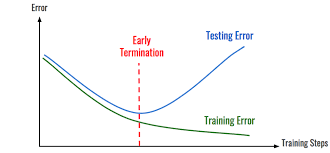 Error
Early
Termination
Testing Error
Training Error
Training Steps